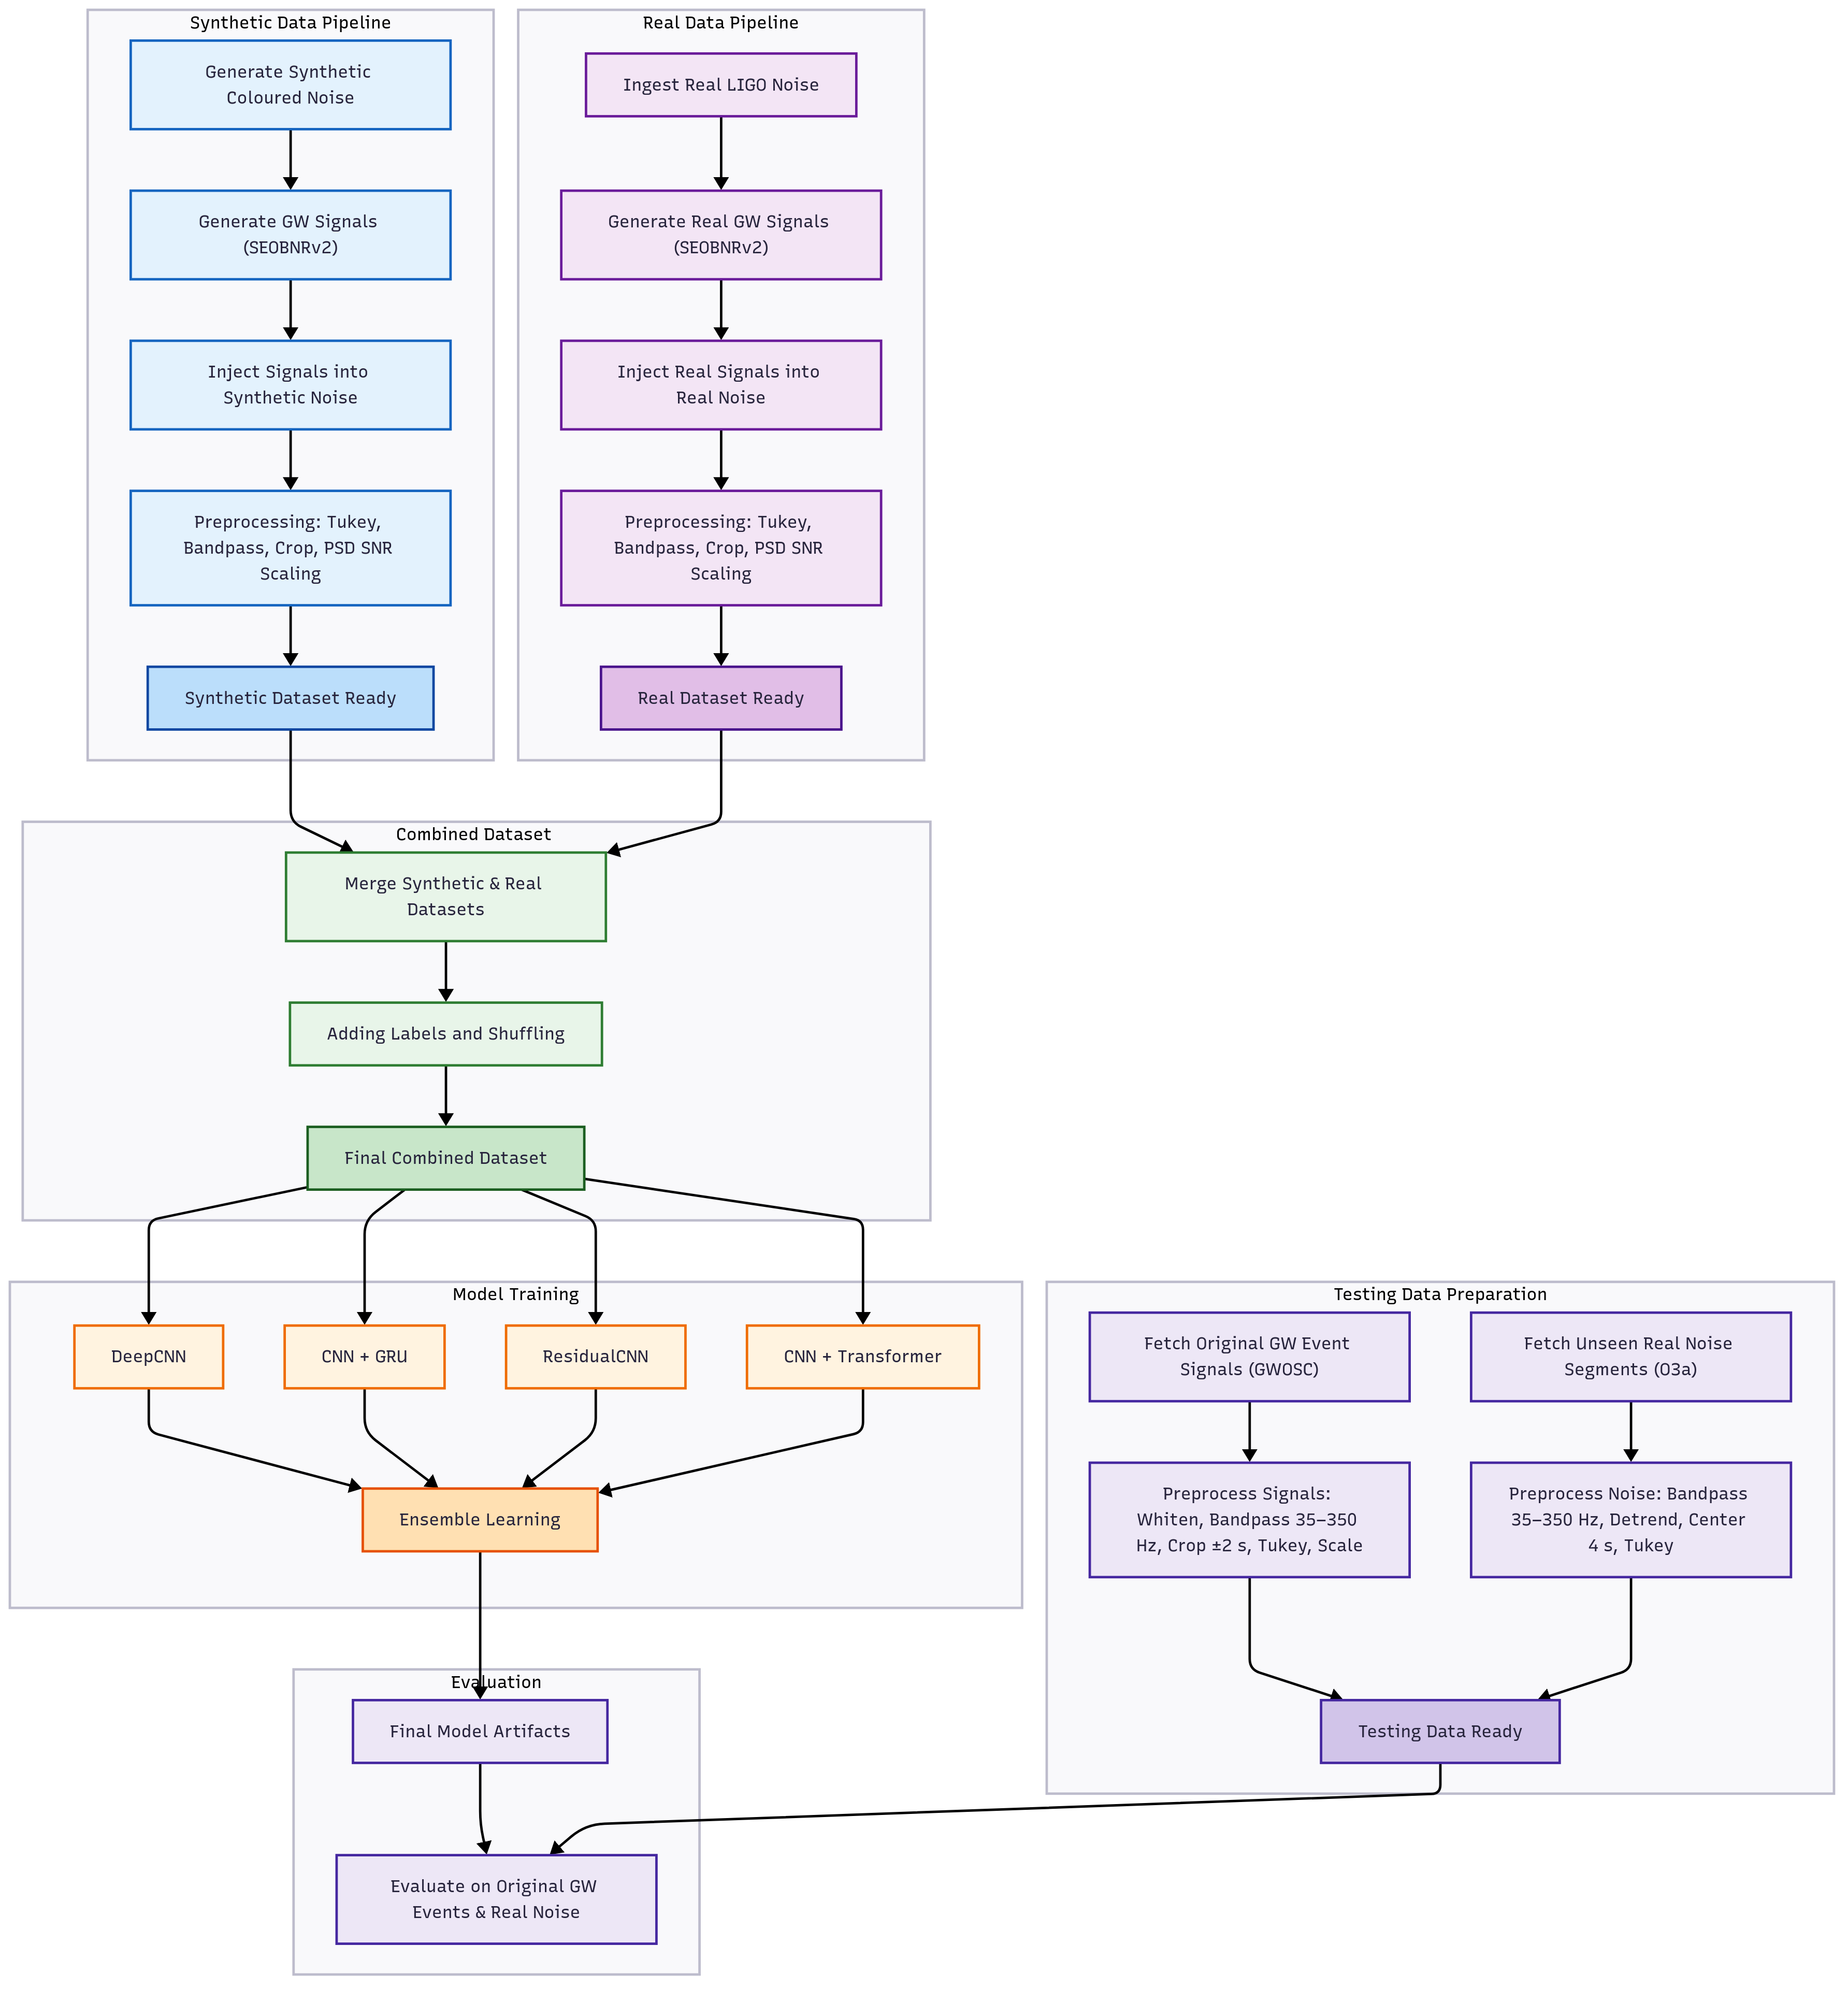 Synthetic Data Pipeline
Generate Synthetic
Coloured Noise
Generate GW Signals
(SEOBNRv2)
Inject Signals into
Synthetic Noise
Preprocessing: Tukey,
Bandpass, Crop, PSD SNR
Scaling
Synthetic Dataset Ready
Real Data Pipeline
Ingest Real LIGO Noise
Generate Real GW Signals
(SEOBNRv2)
Inject Real Signals into
Real Noise
Preprocessing: Tukey,
Bandpass, Crop, PSD SNR
Scaling
Real Dataset Ready
Combined Dataset
Merge Synthetic & Real
Datasets
Adding Labels and Shuffling
Final Combined Dataset
Model Training
DeepCNN
CNN + GRU
ResidualCNN
CNN + Transformer
Ensemble Learning
Testing Data Preparation
Fetch Original GW Event
Signals (GWOSC)
Fetch Unseen Real Noise
Segments (O3a)
Preprocess Signals:
Whiten, Bandpass 35–350
Hz, Crop ±2 s, Tukey, Scale
Preprocess Noise: Bandpass
35–350 Hz, Detrend, Center
4 s, Tukey
Testing Data Ready
Evaluation
Final Model Artifacts
Evaluate on Original GW
Events & Real Noise